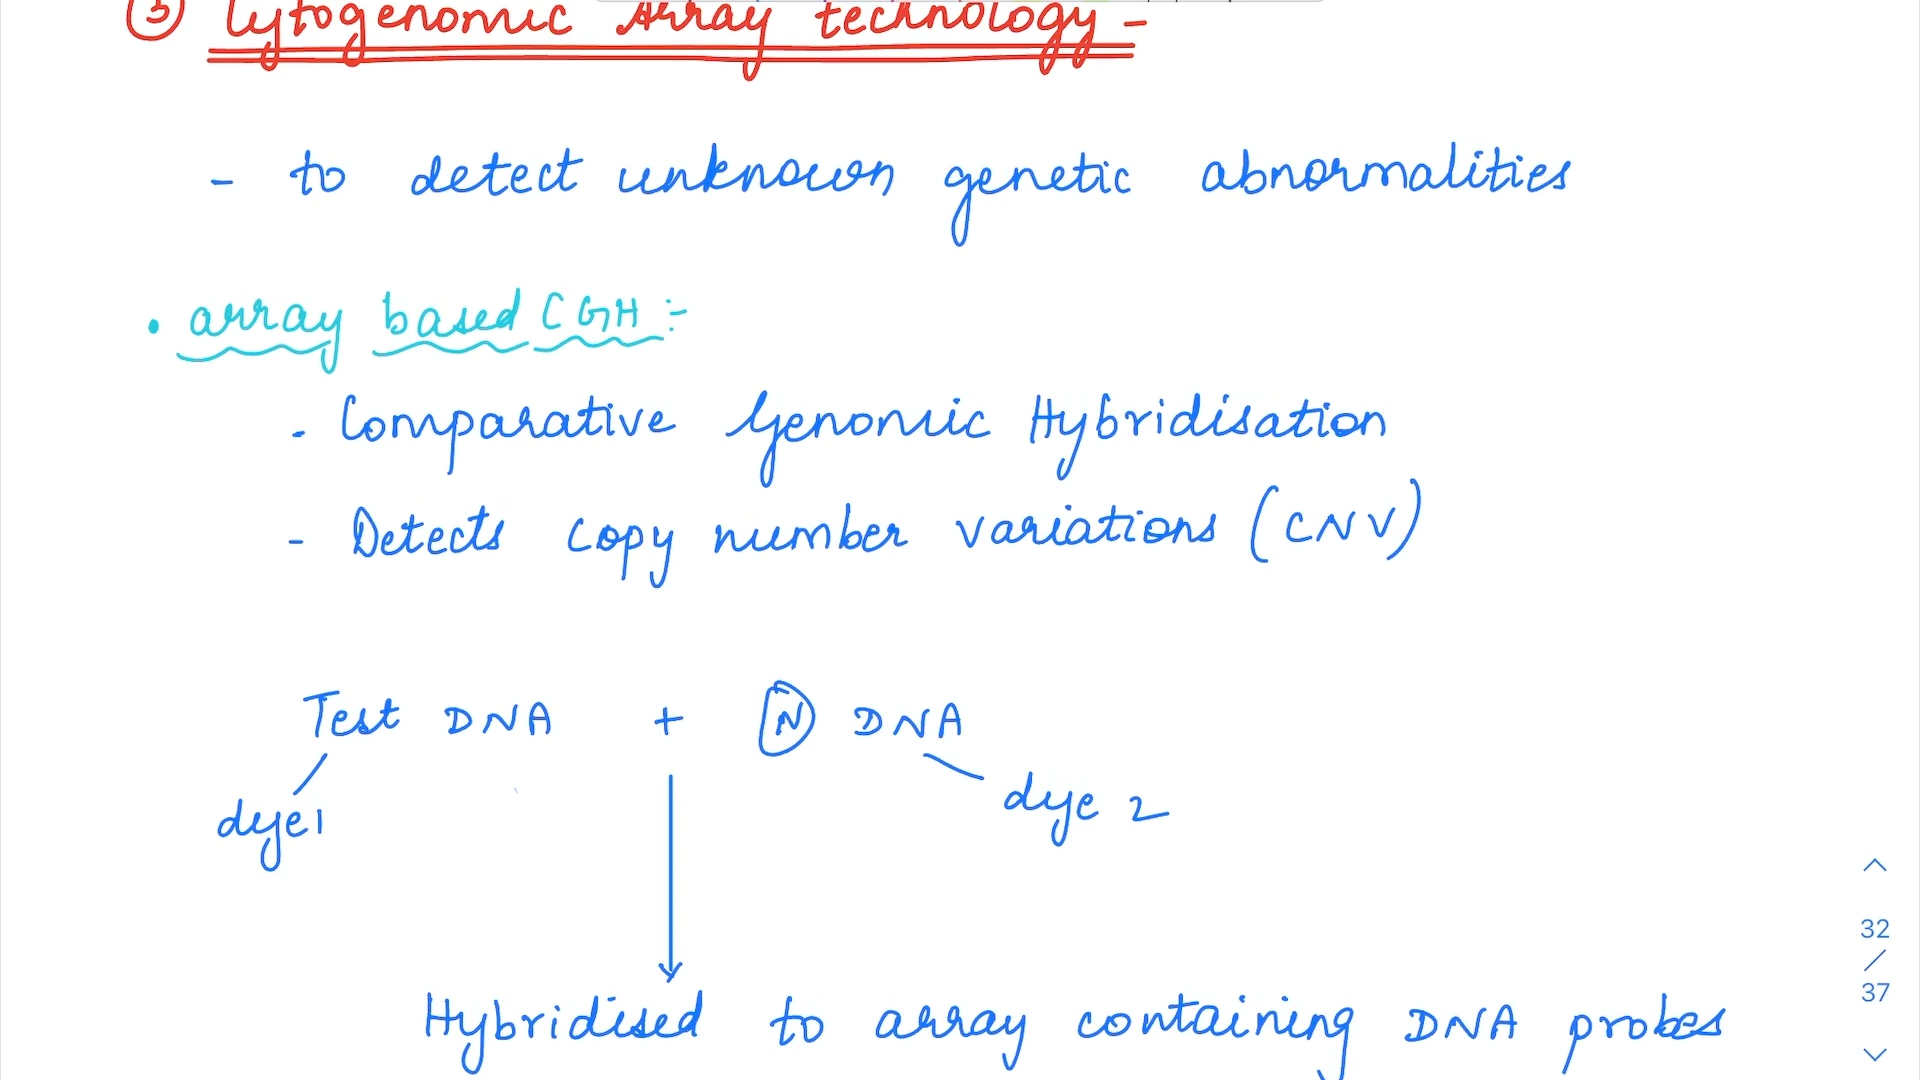 ③ Cytogenomic Array technology -
- to detect unknown genetic abnormalities
• array based CGH :-
- Comparative Genomic Hybridisation
- Detects copy number variations (CNV)
Test DNA + Ⓝ DNA
dye1 dye 2
Hybridised to array containing DNA probes
32
/
37